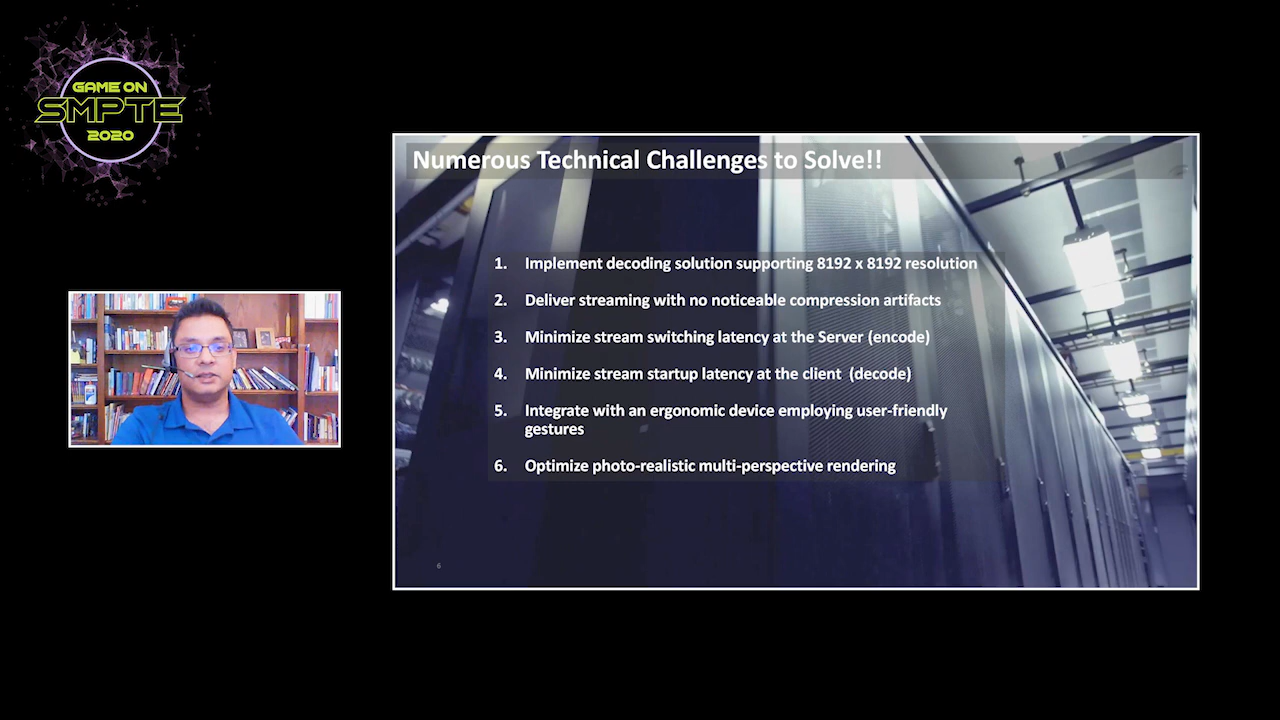 GAME ON
SMPTE
2020
Numerous Technical Challenges to Solve!!
1. Implement decoding solution supporting 8192 x 8192 resolution
2. Deliver streaming with no noticeable compression artifacts
3. Minimize stream switching latency at the Server (encode)
4. Minimize stream startup latency at the client (decode)
5. Integrate with an ergonomic device employing user-friendly
gestures
6. Optimize photo-realistic multi-perspective rendering
6